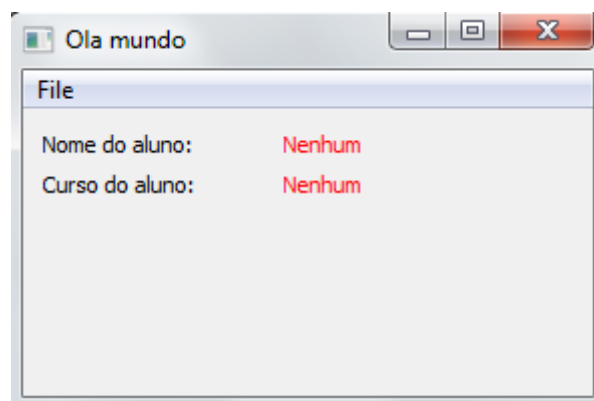 Ola mundo
File
Nome do aluno: Nenhum
Curso do aluno: Nenhum